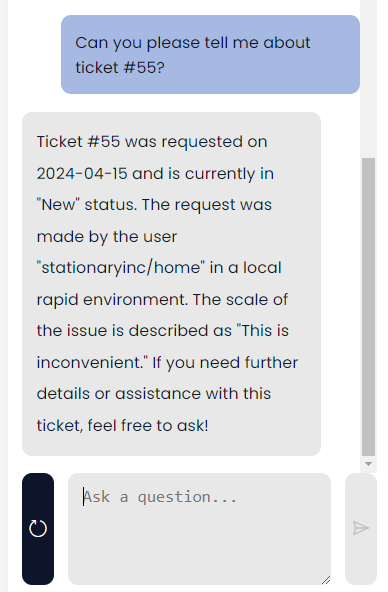 Can you please tell me about
ticket #55?
Ticket #55 was requested on
2024-04-15 and is currently in
"New" status. The request was
made by the user
"stationaryinc/home" in a local
rapid environment. The scale of
the issue is described as "This is
inconvenient." If you need further
details or assistance with this
ticket, feel free to ask!
Ask a question...